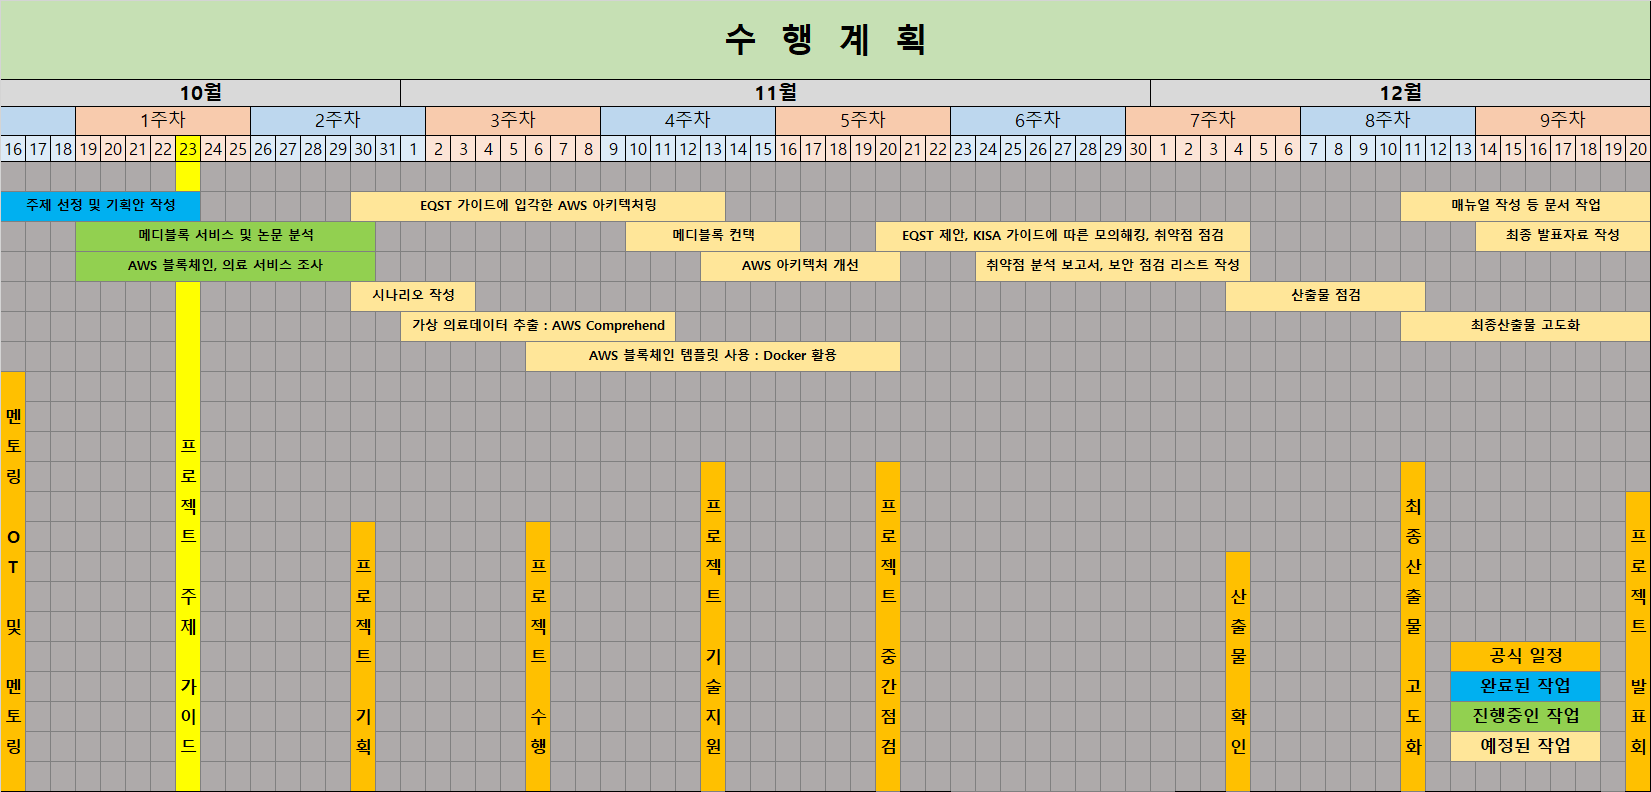 수 행 계 획
10월 11월 12월
1주차 2주차 3주차 4주차 5주차 6주차 7주차 8주차 9주차
16 17 18 19 20 21 22 23 24 25 26 27 28 29 30 31 1 2 3 4 5 6 7 8 9 10 11 12 13 14 15 16 17 18 19 20 21 22 23 24 25 26 27 28 29 30 1 2 3 4 5 6 7 8 9 10 11 12 13 14 15 16 17 18 19 20
주제 선정 및 기획안 작성 EQST 가이드에 입각한 AWS 아키텍처링 매뉴얼 작성 등 문서 작업
메디블록 서비스 및 논문 분석 메디블록 컨택 EQST 제안, KISA 가이드에 따른 모의해킹, 취약점 점검 최종 발표자료 작성
AWS 블록체인, 의료 서비스 조사 AWS 아키텍처 개선 취약점 분석 보고서, 보안 점검 리스트 작성
시나리오 작성 산출물 점검
가상 의료데이터 추출 : AWS Comprehend 최종산출물 고도화
AWS 블록체인 템플릿 사용 : Docker 활용
멘토링 OT 및 멘토링
프로젝트 주제 가이드
프로젝트 기획
프로젝트 수행
프로젝트 기술지원
프로젝트 중간점검
산출물 확인
최종산출물 고도화
프로젝트 발표회
공식 일정
완료된 작업
진행중인 작업
예정된 작업